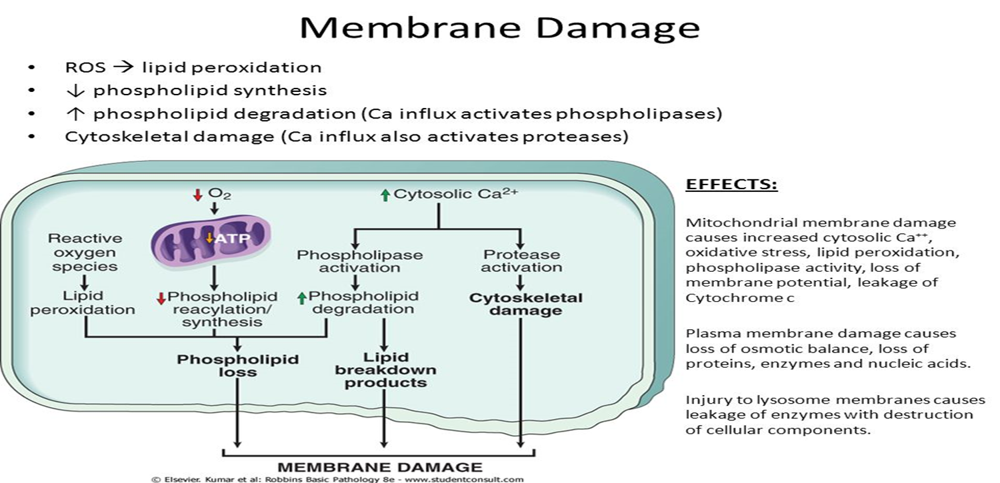 Membrane Damage
• ROS → lipid peroxidation
• ↓ phospholipid synthesis
• ↑ phospholipid degradation (Ca influx activates phospholipases)
• Cytoskeletal damage (Ca influx also activates proteases)
↓ O₂
↑ Cytosolic Ca²⁺
↓ATP
Reactive
oxygen
species
Phospholipase
activation
Protease
activation
Lipid
peroxidation
↓Phospholipid
reacylation/
synthesis
↑Phospholipid
degradation
Cytoskeletal
damage
Phospholipid
loss
Lipid
breakdown
products
MEMBRANE DAMAGE
© Elsevier. Kumar et al: Robbins Basic Pathology 8e - www.studentconsult.com
EFFECTS:
Mitochondrial membrane damage
causes increased cytosolic Ca⁺⁺,
oxidative stress, lipid peroxidation,
phospholipase activity, loss of
membrane potential, leakage of
Cytochrome c
Plasma membrane damage causes
loss of osmotic balance, loss of
proteins, enzymes and nucleic acids.
Injury to lysosome membranes causes
leakage of enzymes with destruction
of cellular components.